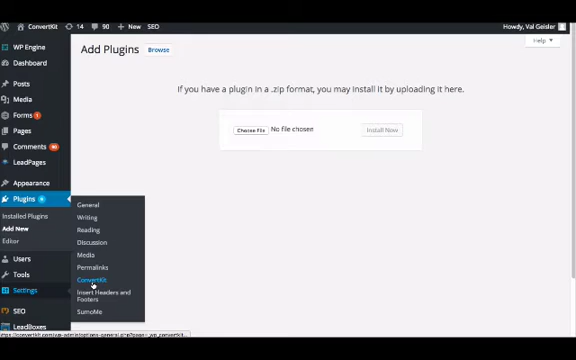 ConvertKit 14 90 + New SEO Howdy, Val Geisler
WP Engine
Dashboard
Posts
Media
Forms 1
Pages
Comments
LeadPages
Appearance
Plugins
Installed Plugins
Add New
Editor
Users
Tools
Settings
SEO
LeadBoxes
Help
Add Plugins Browse
If you have a plugin in a .zip format, you may install it by uploading it here.
Choose File No file chosen Install Now
General
Writing
Reading
Discussion
Media
Permalinks
ConvertKit
Insert Headers and
Footers
SumoMe